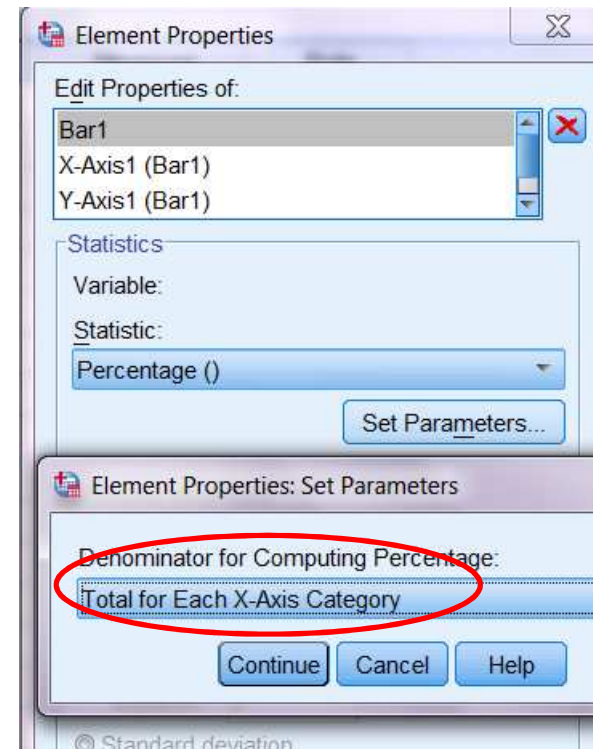 Element Properties
Edit Properties of:
Bar1
X-Axis1 (Bar1)
Y-Axis1 (Bar1)
Statistics
Variable:
Statistic:
Percentage ()
Set Parameters...
Element Properties: Set Parameters
Denominator for Computing Percentage:
Total for Each X-Axis Category
Continue Cancel Help
Standard deviation